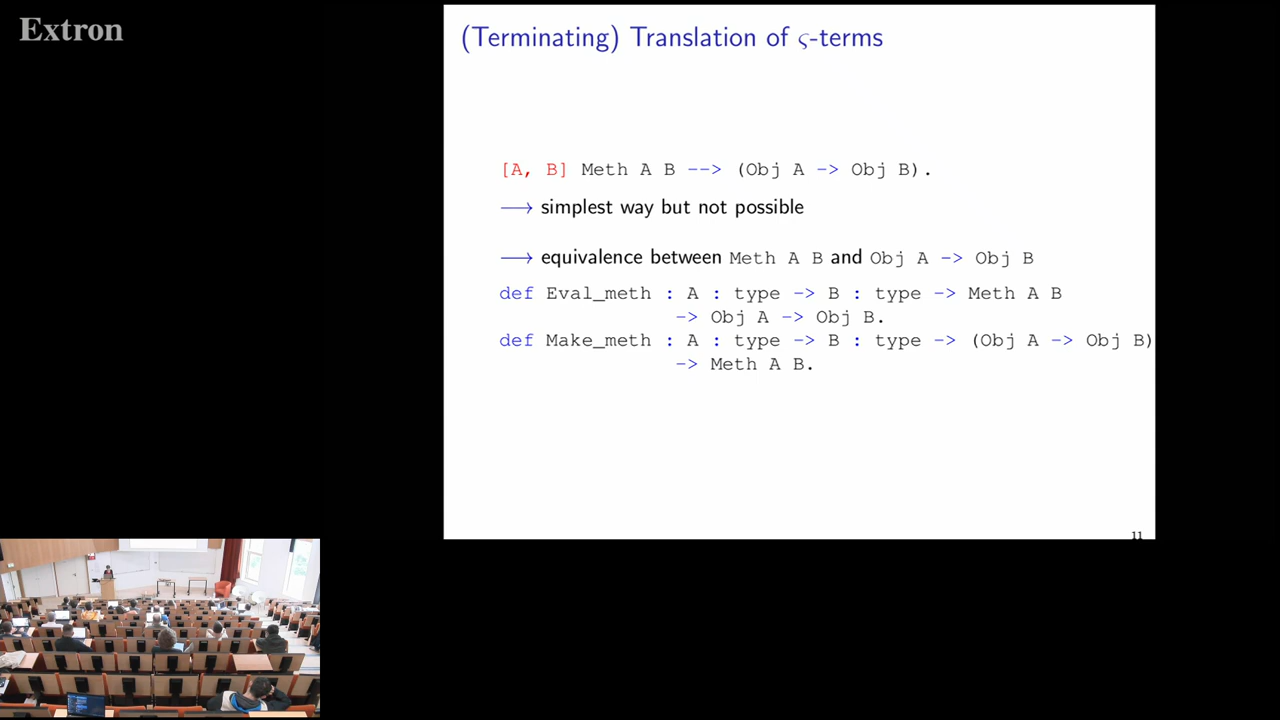 Extron
(Terminating) Translation of ς-terms
[A, B] Meth A B --> (Obj A -> Obj B).
⟶ simplest way but not possible
⟶ equivalence between Meth A B and Obj A -> Obj B
def Eval_meth : A : type -> B : type -> Meth A B
-> Obj A -> Obj B.
def Make_meth : A : type -> B : type -> (Obj A -> Obj B)
-> Meth A B.
11